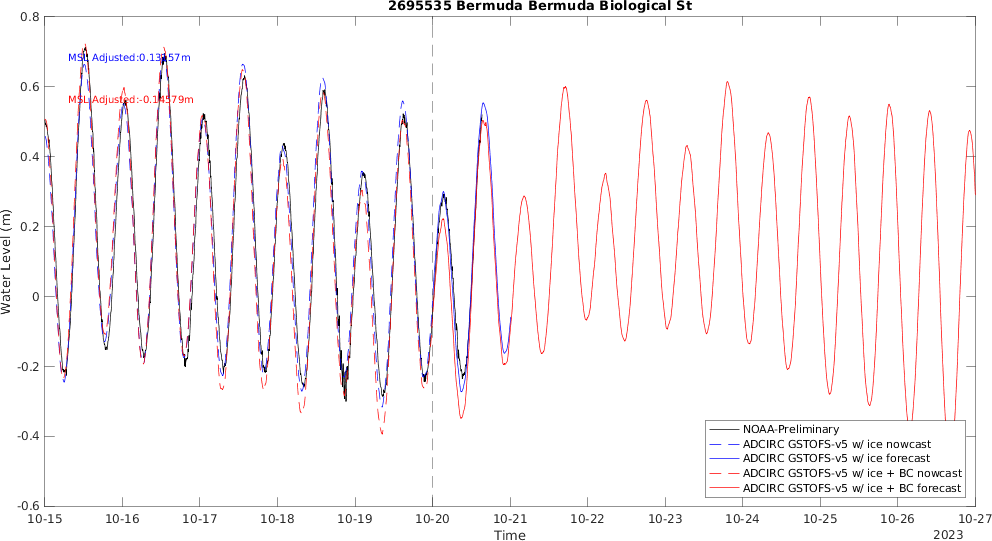 2695535 Bermuda Bermuda Biological St
Water Level (m)
0.8
0.6
0.4
0.2
0
-0.2
-0.4
-0.6
MSL Adjusted:
MSL Adjusted:-0.14579m
NOAA-Preliminary
ADCIRC GSTOFS-v5 w/ ice nowcast
ADCIRC GSTOFS-v5 w/ ice forecast
ADCIRC GSTOFS-v5 w/ ice + BC nowcast
ADCIRC GSTOFS-v5 w/ ice + BC forecast
10-15 10-16 10-17 10-18 10-19 10-20 10-21 10-22 10-23 10-24 10-25 10-26 10-27
Time
2023